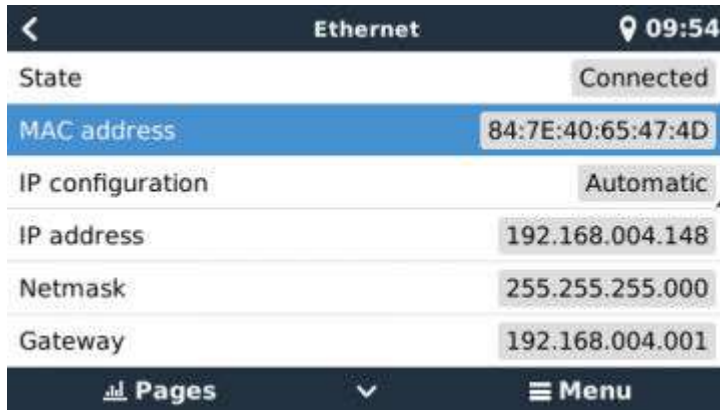 Ethernet 09:54
State Connected
MAC address 84:7E:40:65:47:4D
IP configuration Automatic
IP address 192.168.004.148
Netmask 255.255.255.000
Gateway 192.168.004.001
Pages Menu